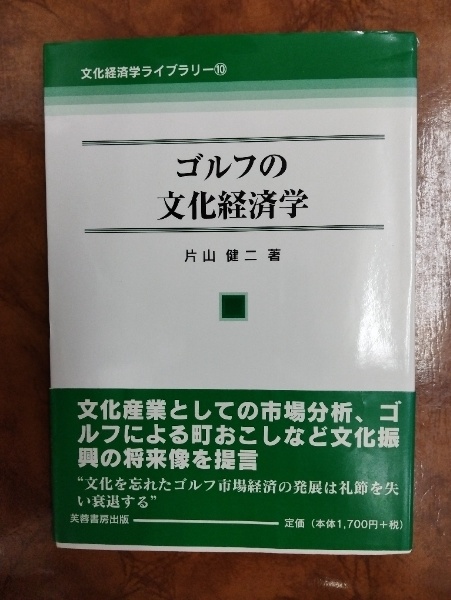 文化経済学ライブラリー⑩
ゴルフの
文化経済学
片山 健二 著
文化産業としての市場分析、ゴ
ルフによる町おこしなど文化振
興の将来像を提言
“文化を忘れたゴルフ市場経済の発展は礼節を失
い衰退する”
芙蓉書房出版
定価（本体1,700円+税）